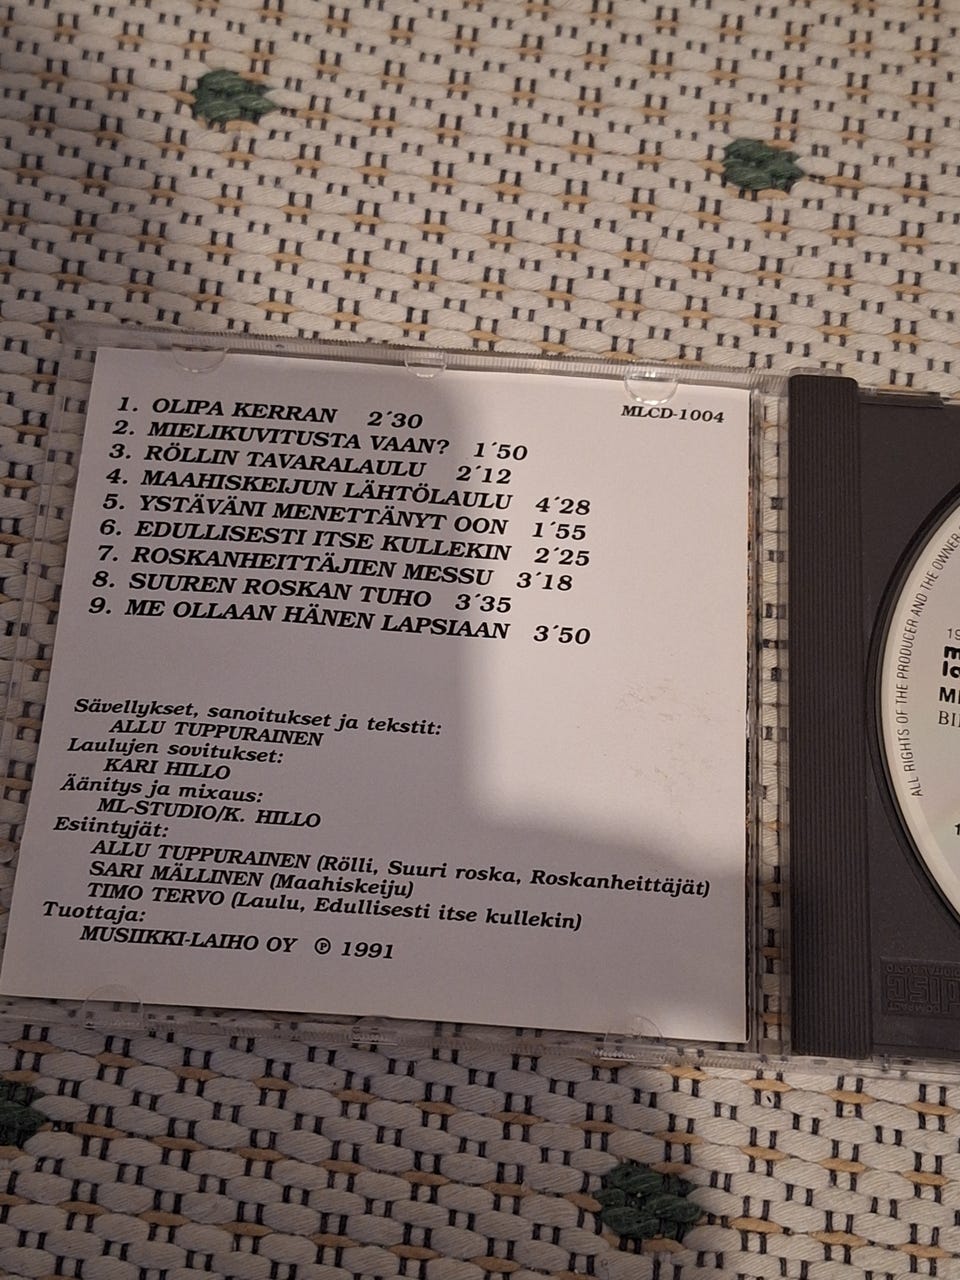 1. OLIPA KERRAN 2´30
MLCD-1004
2. MIELIKUVITUSTA VAAN? 1´50
3. RÖLLIN TAVARALAULU 2´12
4. MAAHISKEIJUN LÄHTÖLAULU 4´28
5. YSTÄVÄNI MENETTÄNYT OON 1´55
6. EDULLISESTI ITSE KULLEKIN 2´25
7. ROSKANHEITTÄJIEN MESSU 3´18
8. SUUREN ROSKAN TUHO 3´35
9. ME OLLAAN HÄNEN LAPSIAAN 3´50
Sävellykset, sanoitukset ja tekstit:
ALLU TUPPURAINEN
Laulujen sovitukset:
KARI HILLO
Äänitys ja mixaus:
ML-STUDIO/K. HILLO
Esiintyjät:
ALLU TUPPURAINEN (Rölli, Suuri roska, Roskanheittäjät)
SARI MÄLLINEN (Maahiskeiju)
TIMO TERVO (Laulu, Edullisesti itse kullekin)
Tuottaja:
MUSIIKKI-LAIHO OY ℗ 1991
ALL RIGHTS OF THE PRODUCER AND THE OWNER